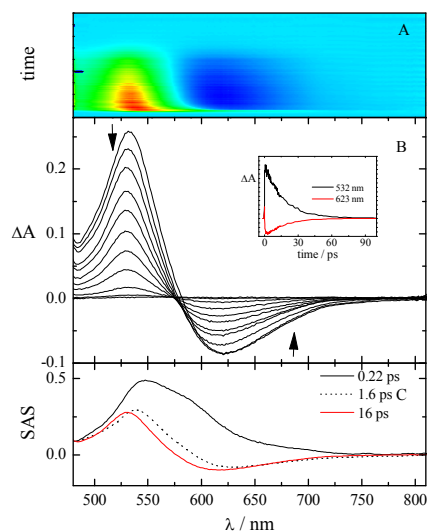 A
time
B
0.2
0.1
0.0
-0.1
ΔA
ΔA
532 nm
623 nm
0 30 60 90
time / ps
0.5
0.0
SAS
0.22 ps
1.6 ps C
16 ps
500 550 600 650 700 750 800
λ / nm